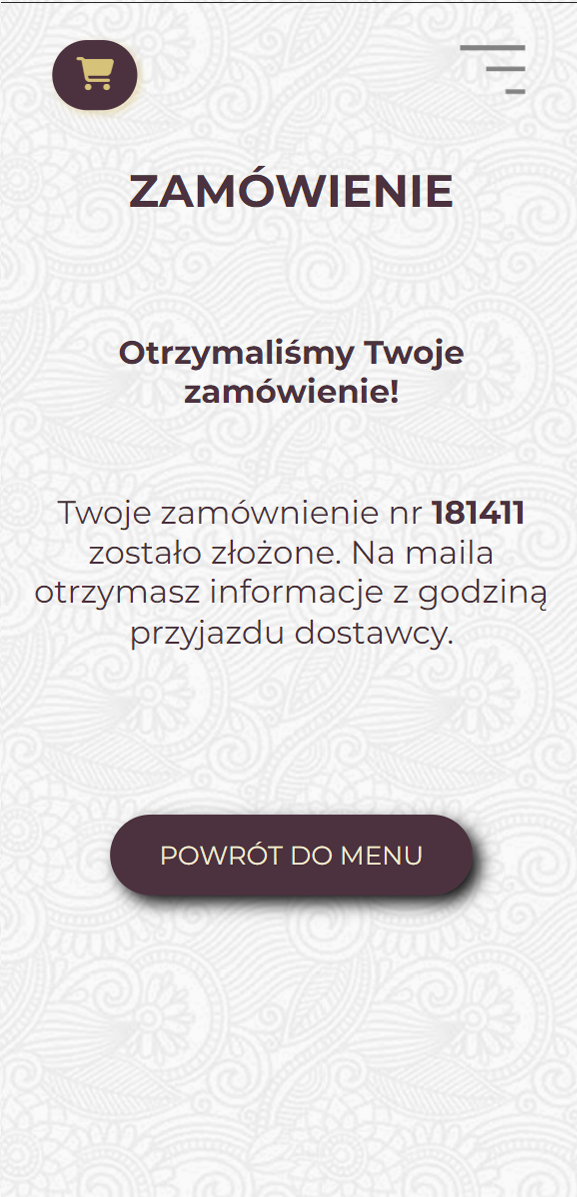 ZAMÓWIENIE
Otrzymaliśmy Twoje
zamówienie!
Twoje zamównienie nr 181411
zostało złożone. Na maila
otrzymasz informacje z godziną
przyjazdu dostawcy.
POWRÓT DO MENU